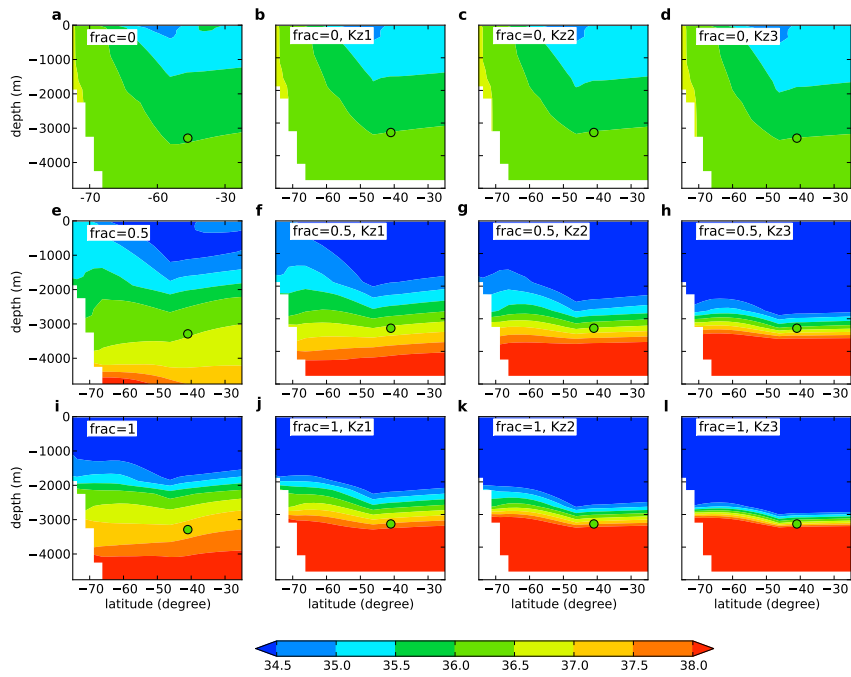 a b c d
frac=0 frac=0, Kz1 frac=0, Kz2 frac=0, Kz3
0
−1000
−2000
−3000
−4000
depth (m)
−70 −50 −30 −70 −60 −50 −40 −30 −70 −60 −50 −40 −30 −70 −50 −30
e f g h
frac=0.5 frac=0.5, Kz1 frac=0.5, Kz2 frac=0.5, Kz3
0
−1000
−2000
−3000
−4000
depth (m)
−70 −60 −50 −40 −30 −70 −60 −50 −40 −30 −70 −60 −50 −40 −30 −70 −60 −50 −40 −30
i j k l
frac=1 frac=1, Kz1 frac=1, Kz2 frac=1, Kz3
0
−1000
−2000
−3000
−4000
depth (m)
−70 −60 −50 −40 −30 −70 −60 −50 −40 −30 −70 −60 −50 −40 −30 −70 −60 −50 −40 −30
latitude (degree) latitude (degree) latitude (degree) latitude (degree)
34.5 35.0 35.5 36.0 36.5 37.0 37.5 38.0